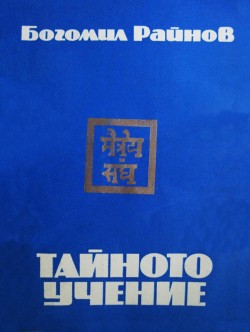 Богомил Райнов
मैत्रेय
संघ
ТАЙНОТО
УЧЕНИЕ